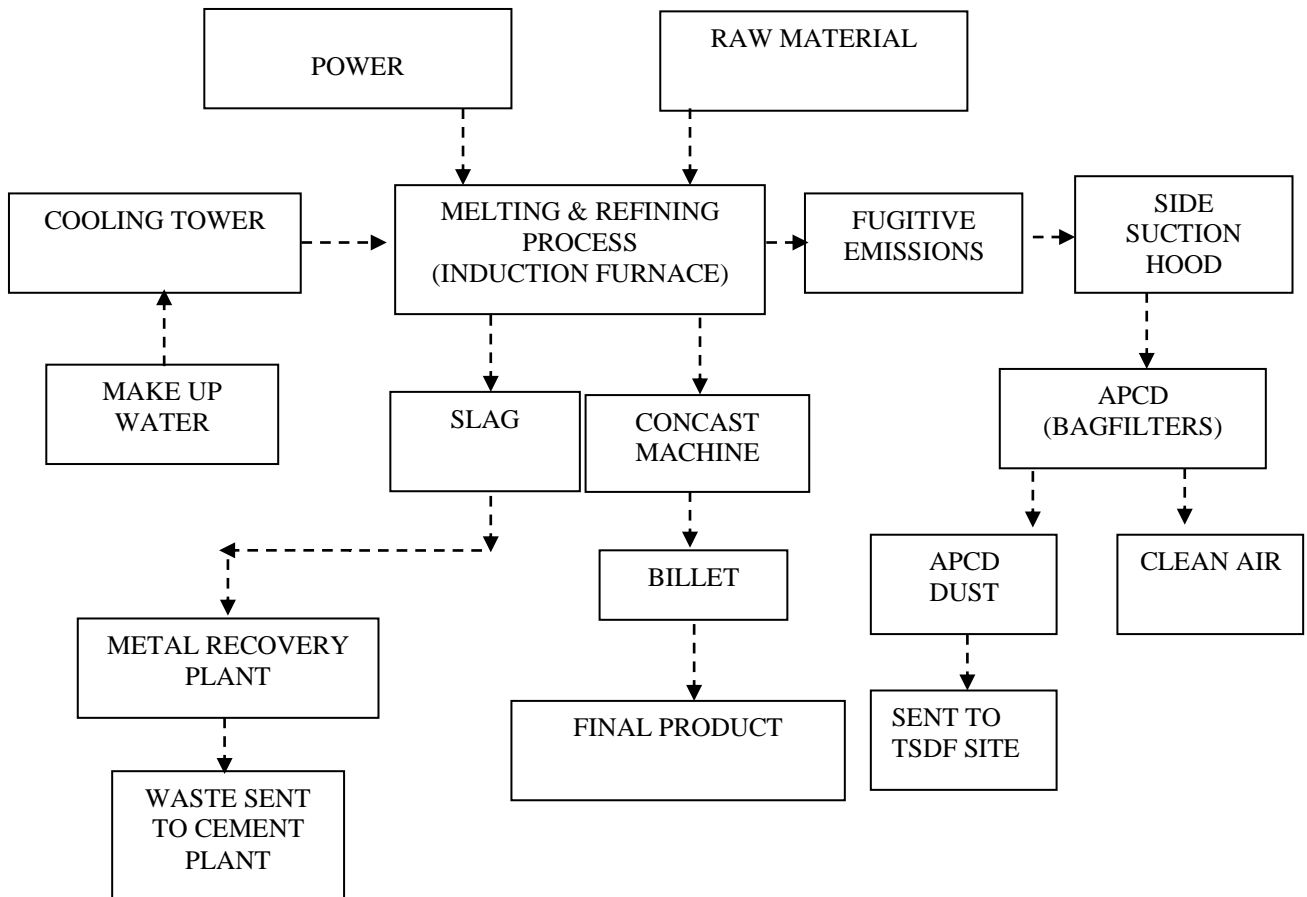 POWER
RAW MATERIAL
COOLING TOWER
MELTING & REFINING
PROCESS
(INDUCTION FURNACE)
FUGITIVE
EMISSIONS
SIDE
SUCTION
HOOD
MAKE UP
WATER
SLAG
CONCAST
MACHINE
APCD
(BAGFILTERS)
BILLET
APCD
DUST
CLEAN AIR
METAL RECOVERY
PLANT
FINAL PRODUCT
SENT TO
TSDF SITE
WASTE SENT
TO CEMENT
PLANT